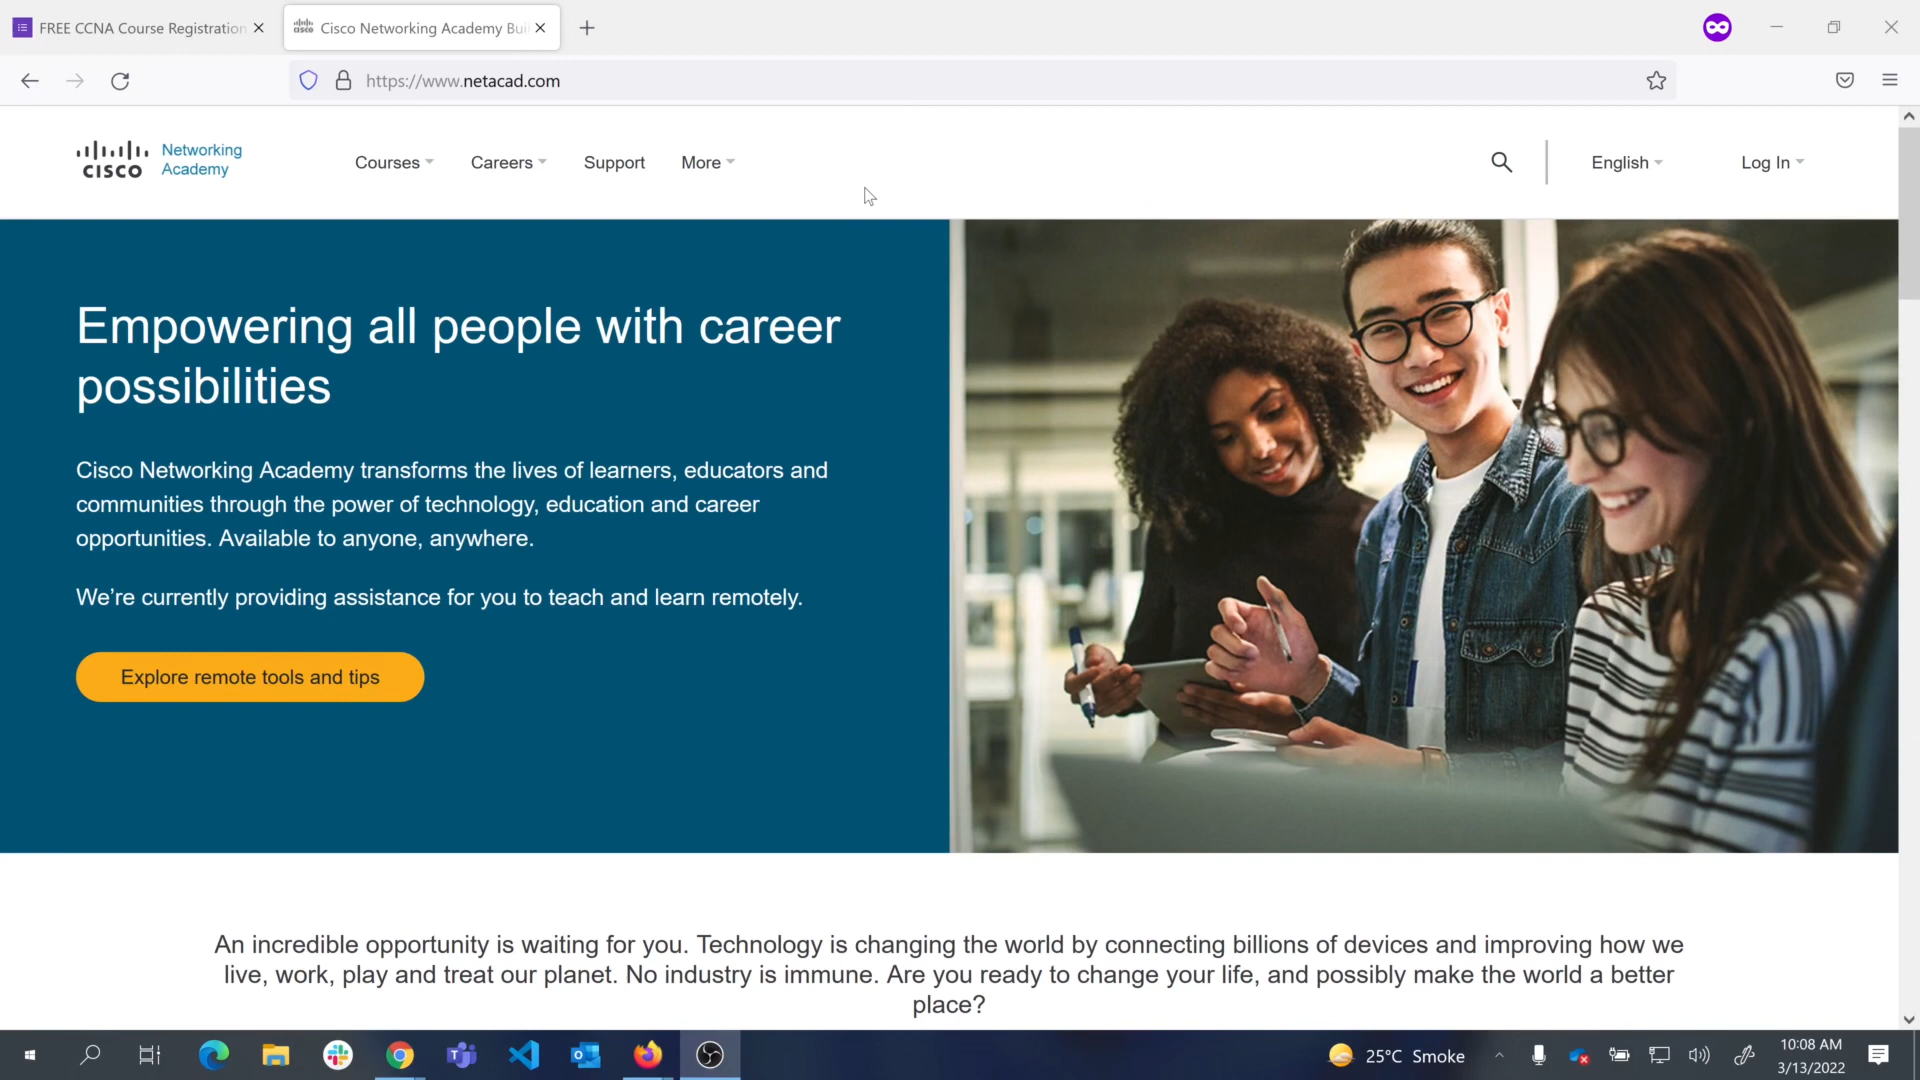 FREE CCNA Course Registration
Cisco Networking Academy Bui
https://www.netacad.com
CISCO
Networking
Academy
Courses
Careers
Support
More
English
Log In
Empowering all people with career
possibilities
Cisco Networking Academy transforms the lives of learners, educators and
communities through the power of technology, education and career
opportunities. Available to anyone, anywhere.
We’re currently providing assistance for you to teach and learn remotely.
Explore remote tools and tips
An incredible opportunity is waiting for you. Technology is changing the world by connecting billions of devices and improving how we
live, work, play and treat our planet. No industry is immune. Are you ready to change your life, and possibly make the world a better
place?
25°C Smoke
10:08 AM
3/13/2022